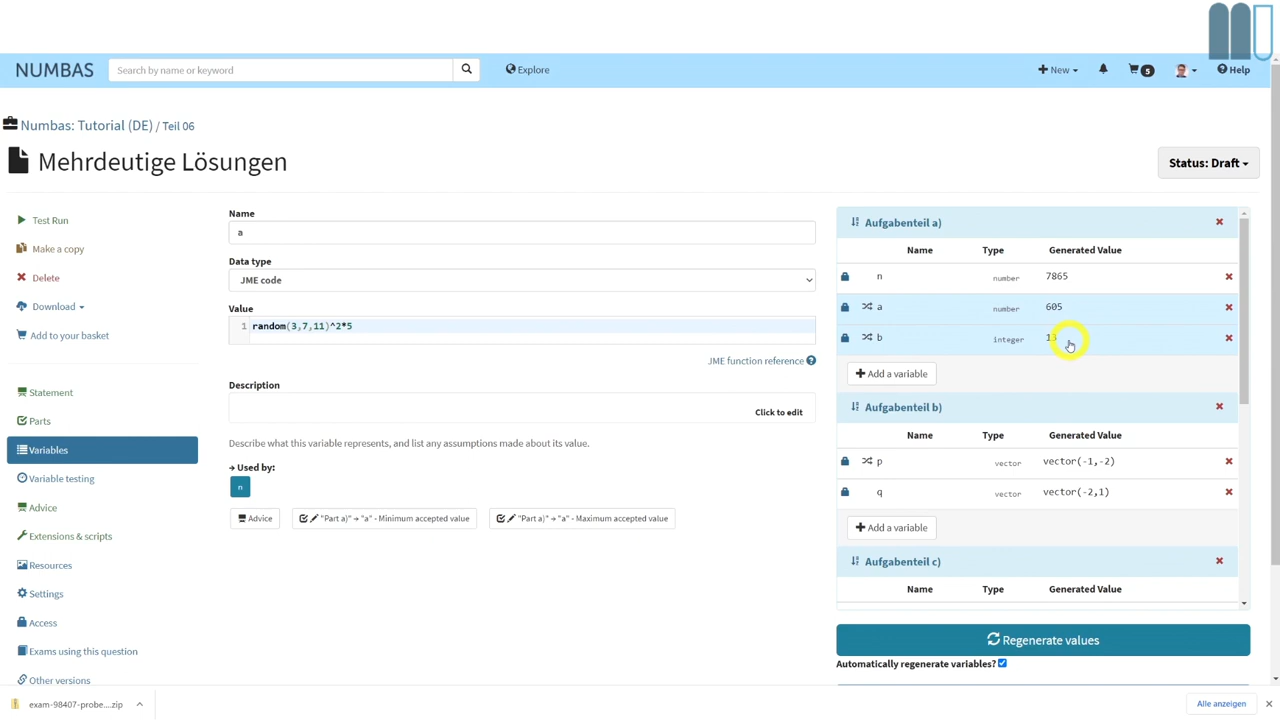 NUMBAS
Search by name or keyword
Explore
New
5
Help
Numbas: Tutorial (DE) / Teil 06
Mehrdeutige Lösungen
Status: Draft
Test Run
Make a copy
Delete
Download
Add to your basket
Statement
Parts
Variables
Variable testing
Advice
Extensions & scripts
Resources
Settings
Access
Exams using this question
Other versions
Name
a
Data type
JME code
Value
1 random(3,7,11)^2*5
JME function reference
Description
Click to edit
Describe what this variable represents, and list any assumptions made about its value.
Used by:
n
Advice
"Part a)" → "a" - Minimum accepted value
"Part a)" → "a" - Maximum accepted value
Aufgabenteil a)
Name Type Generated Value
n number 7865
a number 605
b integer 13
Add a variable
Aufgabenteil b)
Name Type Generated Value
p vector vector(-1,-2)
q vector vector(-2,1)
Add a variable
Aufgabenteil c)
Name Type Generated Value
Regenerate values
Automatically regenerate variables?
exam-98407-probe....zip
Alle anzeigen